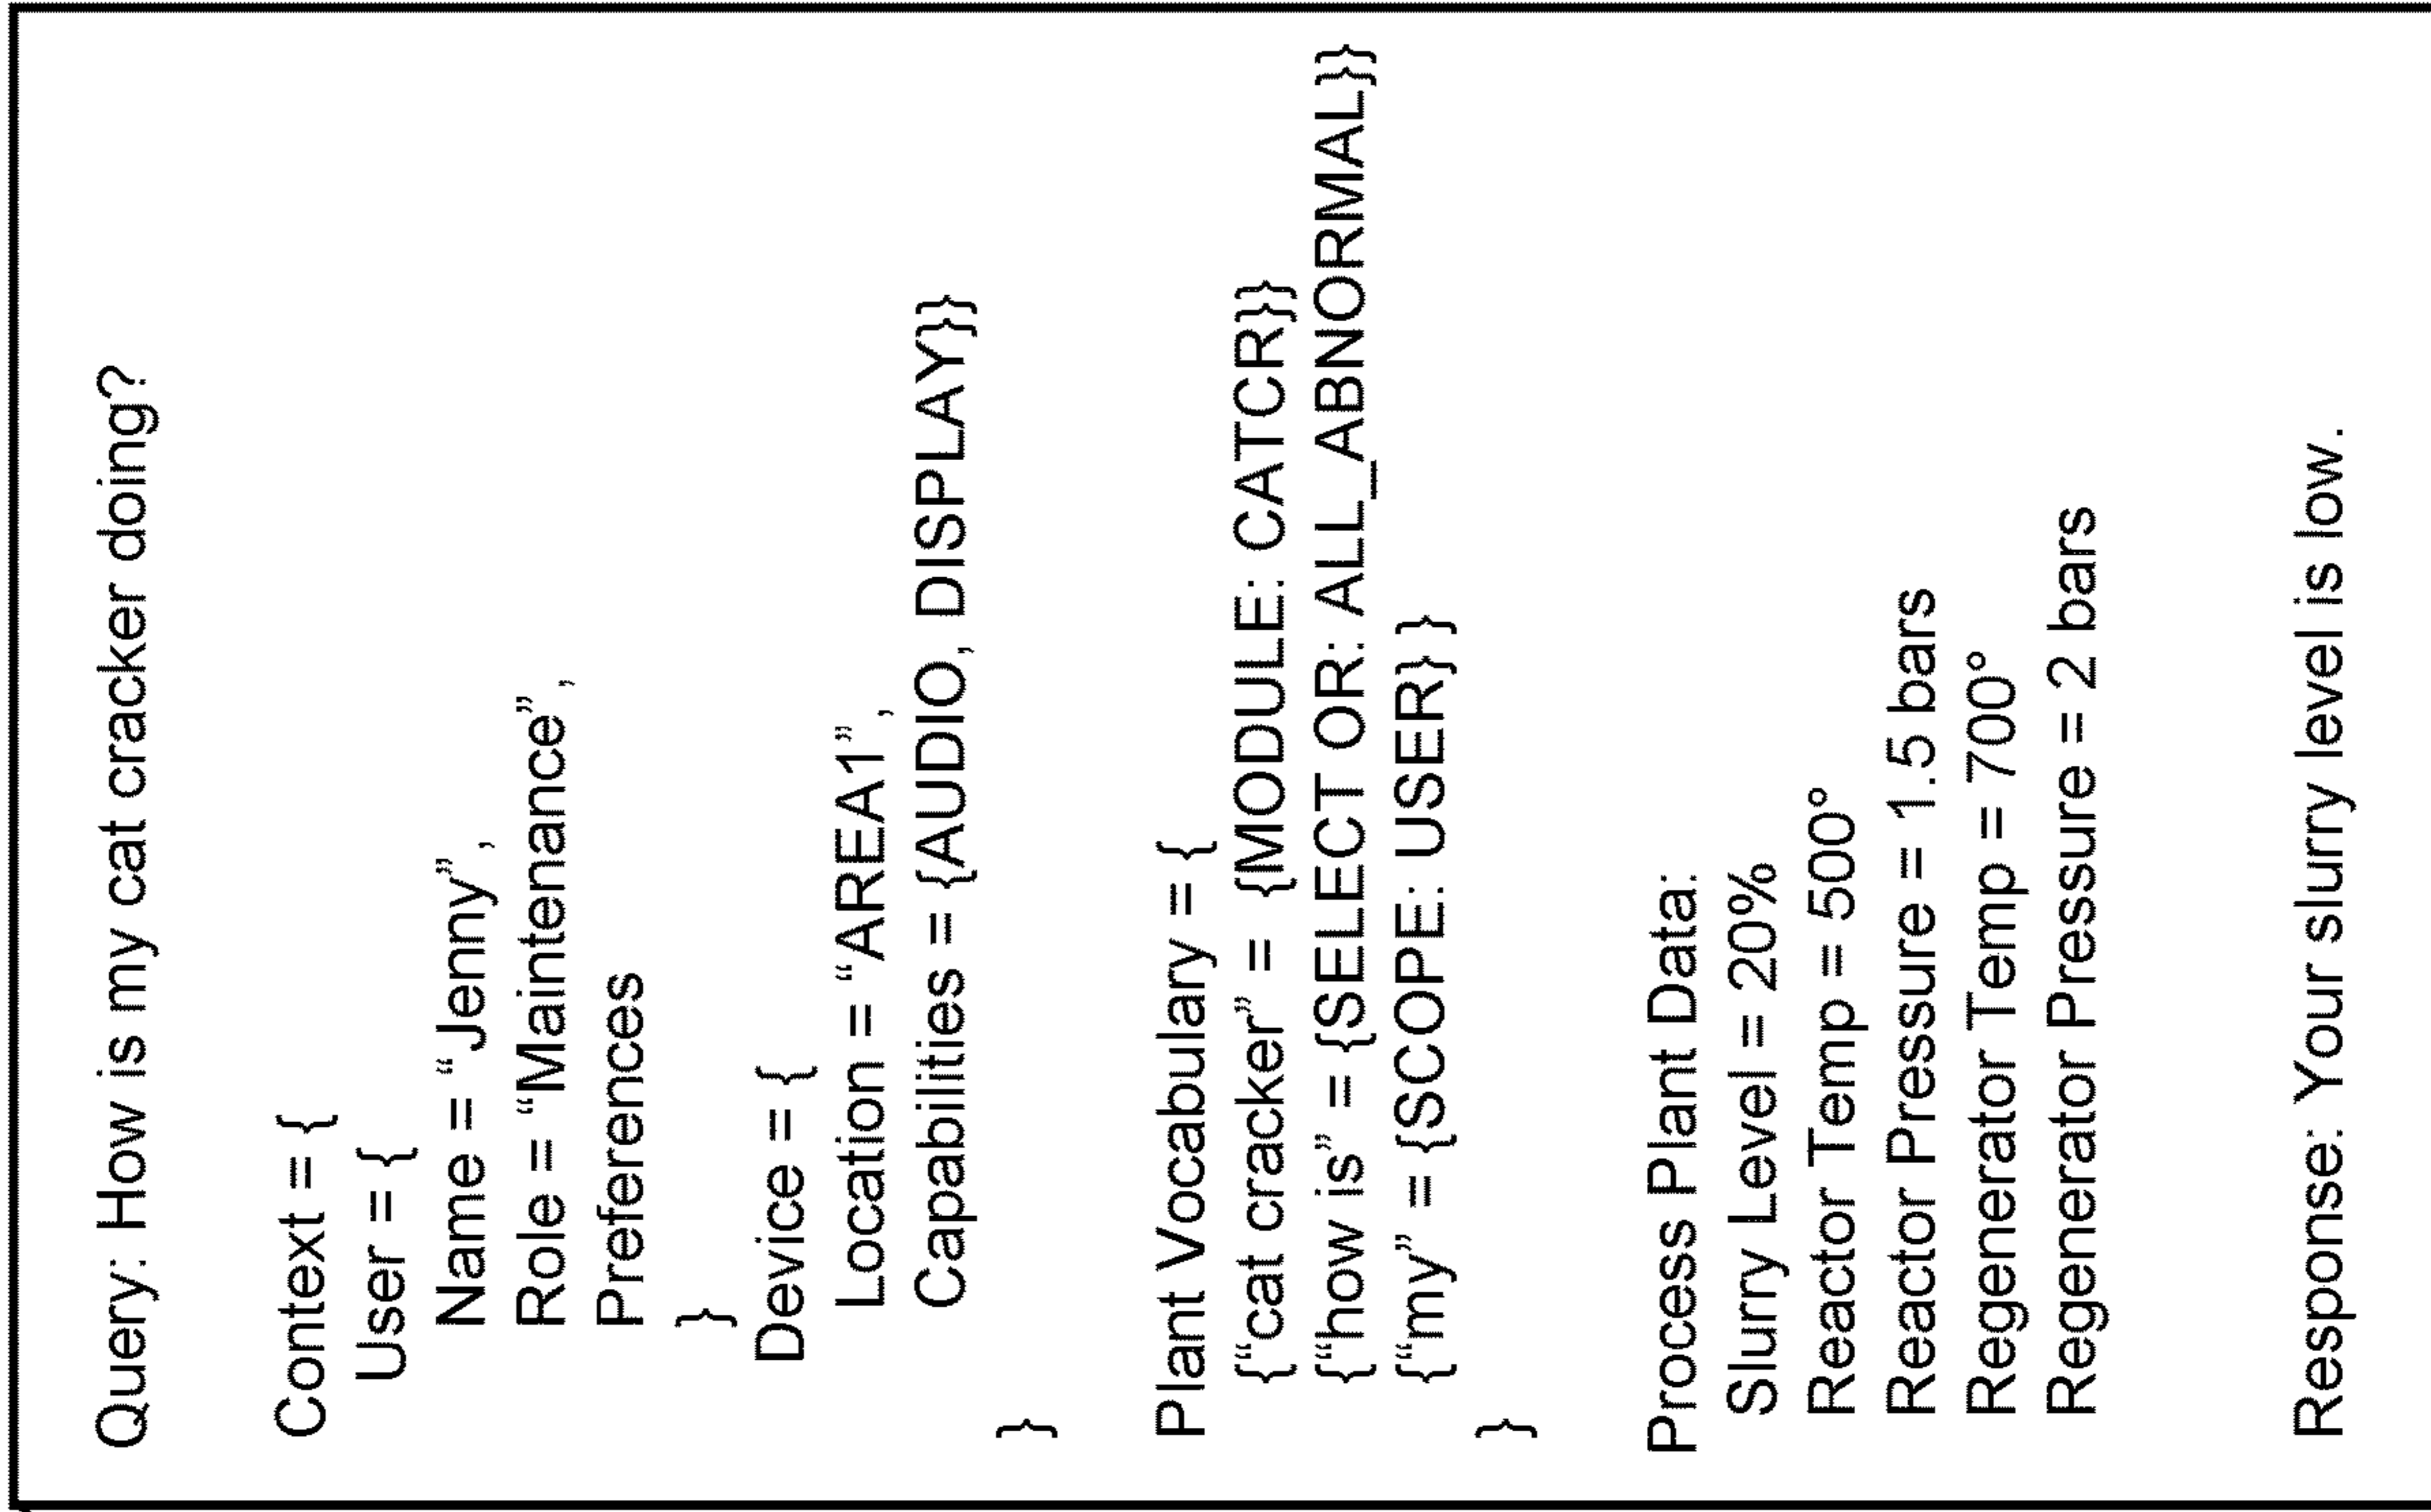 Query: How is my cat cracker doing?
Context = {
User = {
Name = “Jenny”,
Role = “Maintenance”,
Preferences
}
Device = {
Location = “AREA1”,
Capabilities = {AUDIO, DISPLAY}}
}
Plant Vocabulary = {
{“cat cracker” = {MODULE: CATCR}}
{“how is” = {SELECT OR: ALL_ABNORMAL}}
{“my” = {SCOPE: USER} }
}
Process Plant Data:
Slurry Level = 20%
Reactor Temp = 500°
Reactor Pressure = 1.5 bars
Regenerator Temp = 700°
Regenerator Pressure = 2 bars
Response: Your slurry level is low.